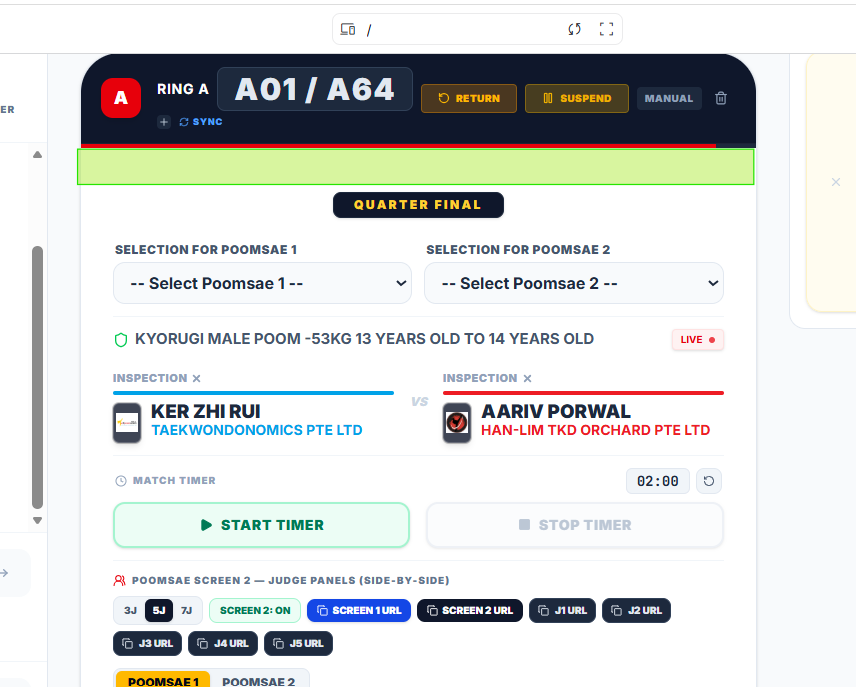 /
ER
A
RING A
A01 / A64
RETURN
SUSPEND
MANUAL
SYNC
QUARTER FINAL
SELECTION FOR POOMSAE 1
SELECTION FOR POOMSAE 2
-- Select Poomsae 1 --
-- Select Poomsae 2 --
KYORUGI MALE POOM -53KG 13 YEARS OLD TO 14 YEARS OLD
LIVE
INSPECTION
INSPECTION
VS
KER ZHI RUI
TAEKWONDONOMICS PTE LTD
AARIV PORWAL
HAN-LIM TKD ORCHARD PTE LTD
MATCH TIMER
02:00
START TIMER
STOP TIMER
POOMSAE SCREEN 2 — JUDGE PANELS (SIDE-BY-SIDE)
3J 5J 7J
SCREEN 2: ON
SCREEN 1 URL
SCREEN 2 URL
J1 URL
J2 URL
J3 URL
J4 URL
J5 URL
POOMSAE 1
POOMSAE 2